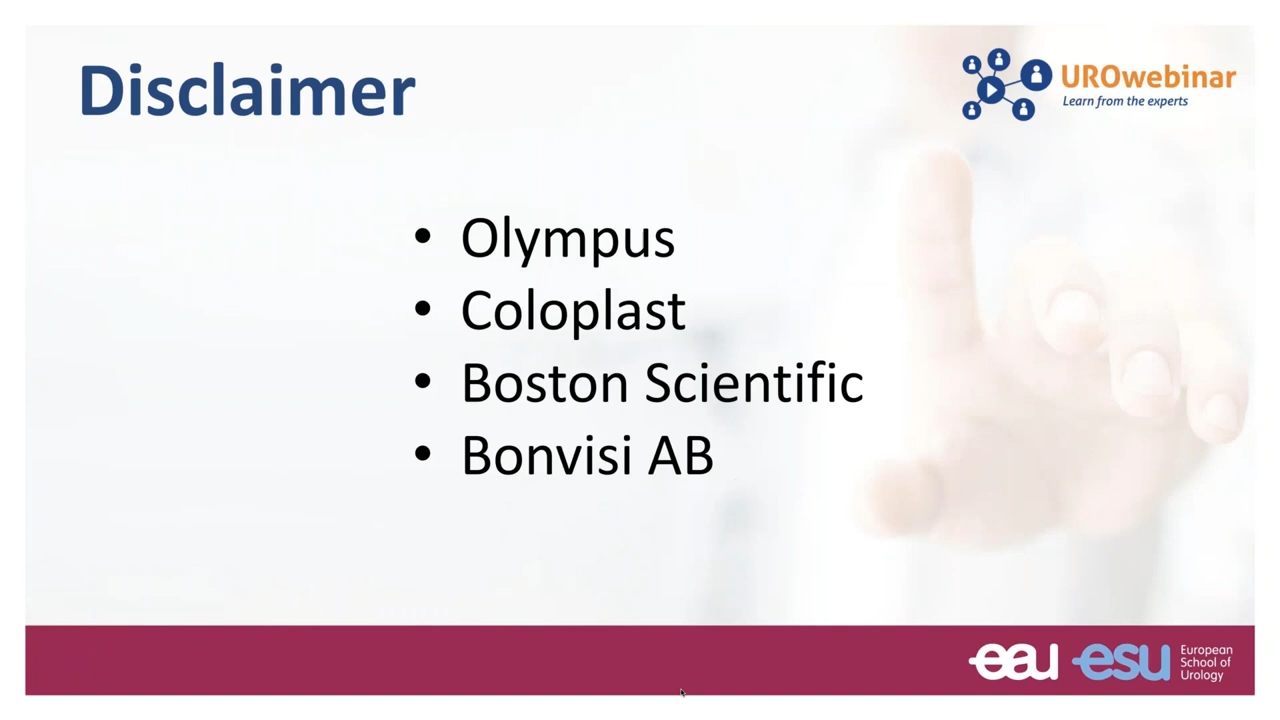 Disclaimer
UROwebinar
Learn from the experts
• Olympus
• Coloplast
• Boston Scientific
• Bonvisi AB
eau esu European
School of
Urology